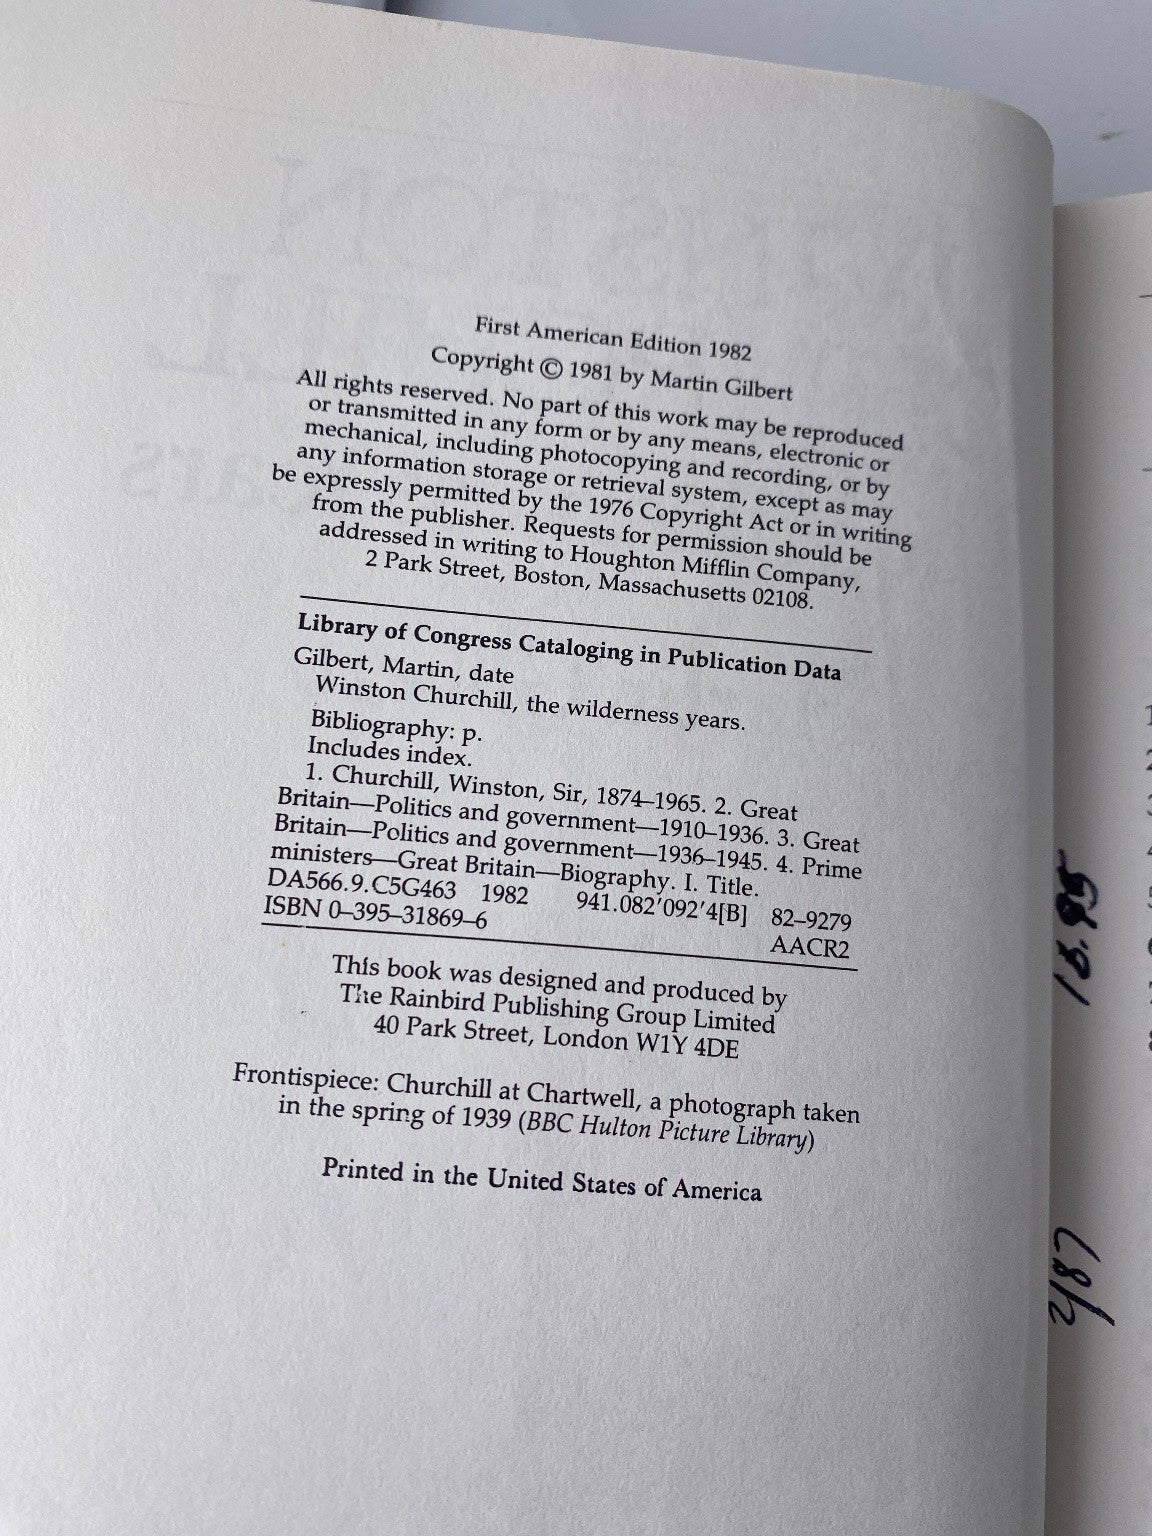 First American Edition 1982
Copyright © 1981 by Martin Gilbert
All rights reserved. No part of this work may be reproduced
or transmitted in any form or by any means, electronic or
mechanical, including photocopying and recording, or by
any information storage or retrieval system, except as may
be expressly permitted by the 1976 Copyright Act or in writing
from the publisher. Requests for permission should be
addressed in writing to Houghton Mifflin Company,
2 Park Street, Boston, Massachusetts 02108.
Library of Congress Cataloging in Publication Data
Gilbert, Martin, date
Winston Churchill, the wilderness years.
Bibliography: p.
Includes index.
1. Churchill, Winston, Sir, 1874–1965. 2. Great
Britain—Politics and government—1910–1936. 3. Great
Britain—Politics and government—1936–1945. 4. Prime
ministers—Great Britain—Biography. I. Title.
DA566.9.C5G463 1982 941.082'092'4[B] 82–9279
ISBN 0–395–31869–6 AACR2
This book was designed and produced by
The Rainbird Publishing Group Limited
40 Park Street, London W1Y 4DE
Frontispiece: Churchill at Chartwell, a photograph taken
in the spring of 1939 (BBC Hulton Picture Library)
Printed in the United States of America
2/87